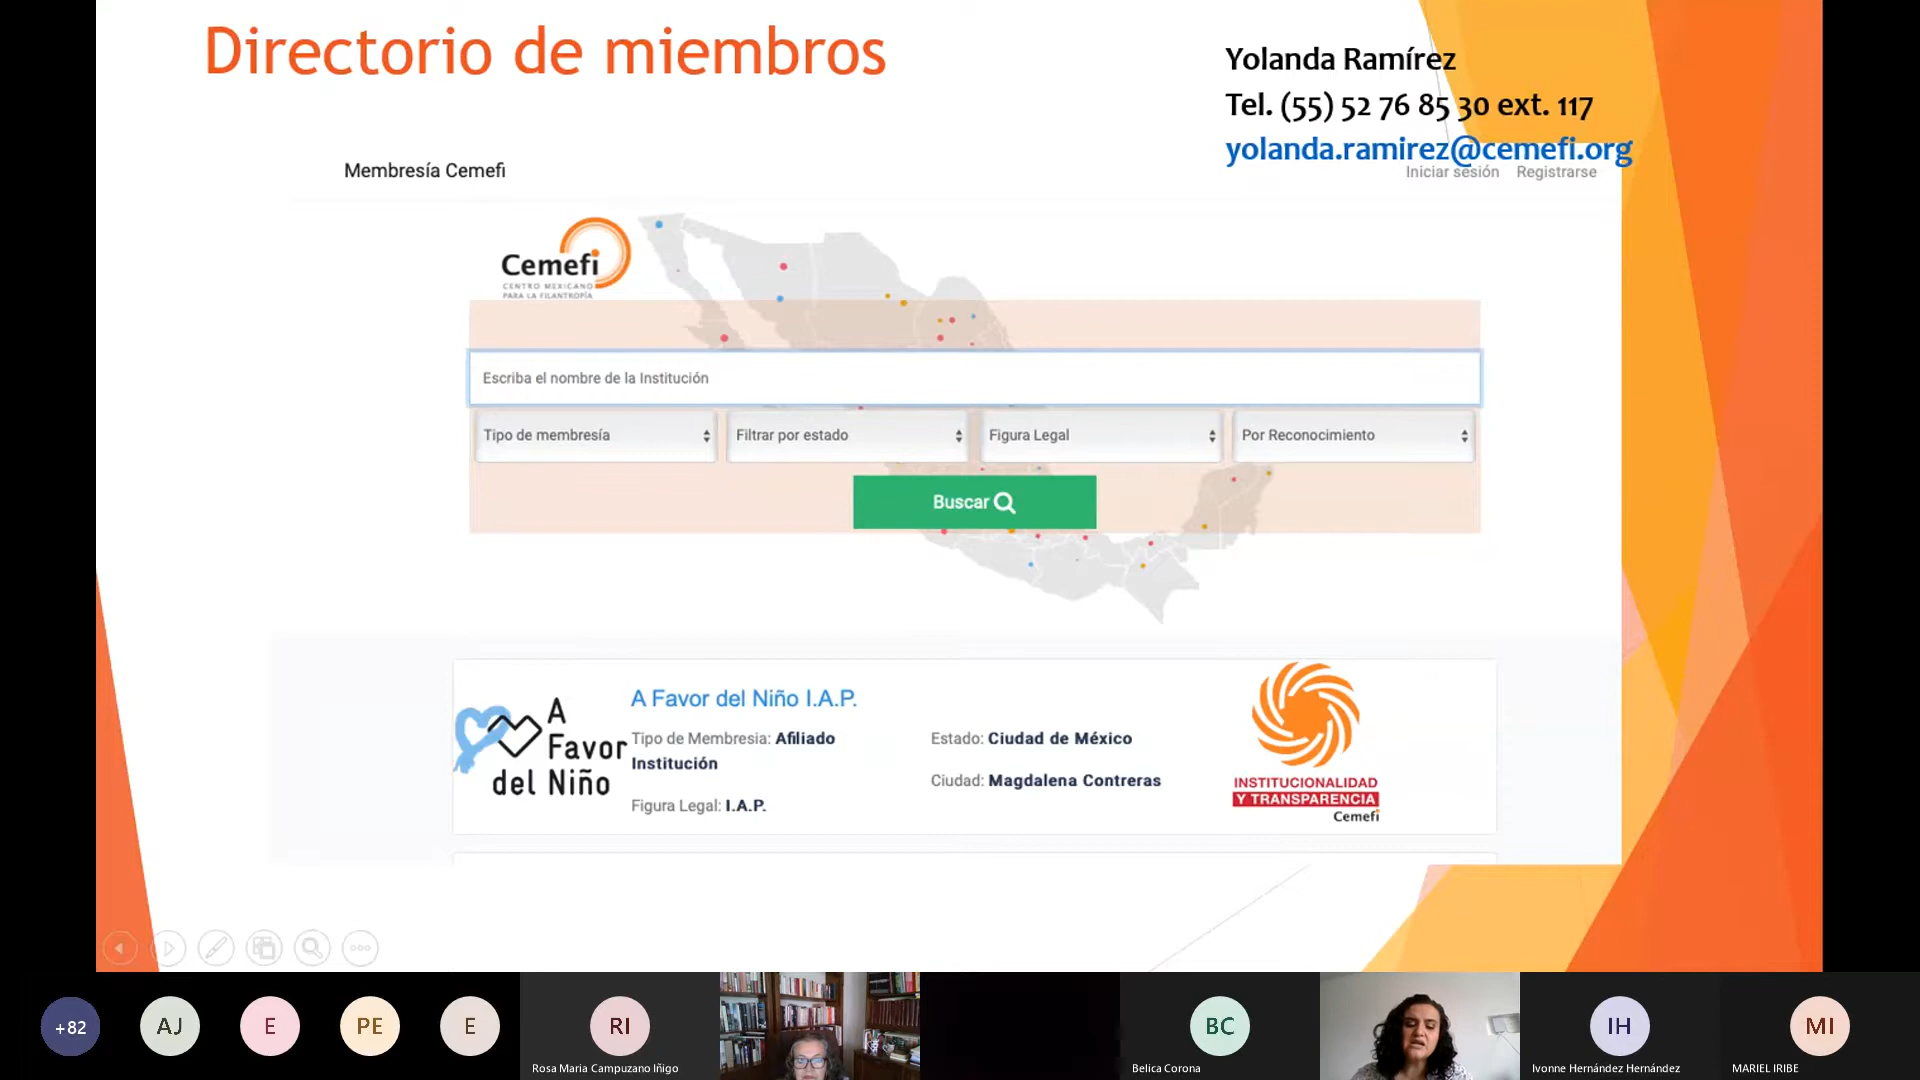 Directorio de miembros
Yolanda Ramírez
Tel. (55) 52 76 85 30 ext. 117
yolanda.ramirez@cemefi.org
Membresía Cemefi
Iniciar sesión Registrarse
Cemefi
CENTRO MEXICANO
PARA LA FILANTROPÍA
Escriba el nombre de la Institución
Tipo de membresía
Filtrar por estado
Figura Legal
Por Reconocimiento
Buscar
A
Favor
del Niño
A Favor del Niño I.A.P.
Tipo de Membresia: Afiliado
Institución
Figura Legal: I.A.P.
Estado: Ciudad de México
Ciudad: Magdalena Contreras
INSTITUCIONALIDAD
Y TRANSPARENCIA
Cemefi
+82
AJ
E
PE
E
RI
Rosa Maria Campuzano Iñigo
BC
Belica Corona
IH
Ivonne Hernández Hernández
MI
MARIEL IRIBE